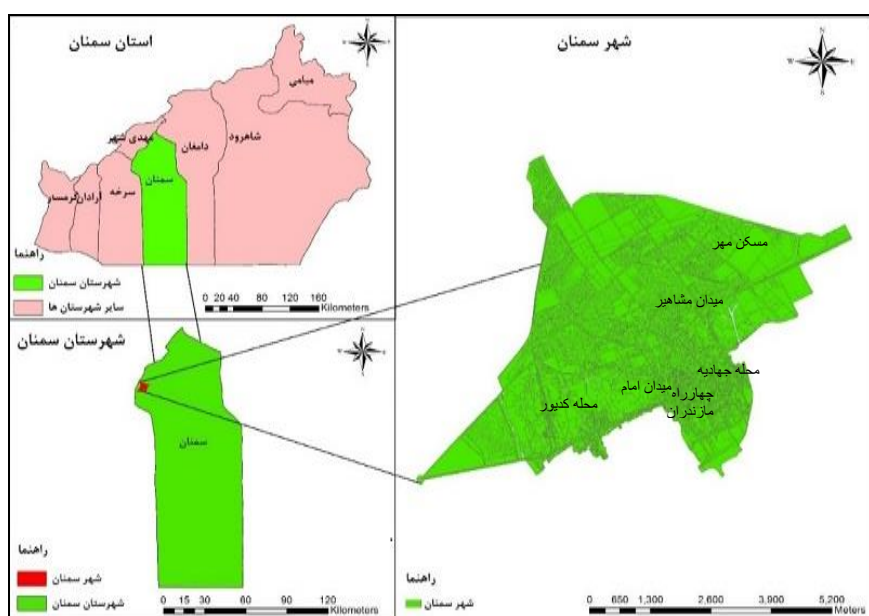 استان سمنان
N
W
E
S
میامی
شاهرود
دامغان
مهدی شهر
سمنان
سرخه
آرادان
گرمسار
راهنما
شهرستان سمنان
سایر شهرستان ها
0 20 40 80 120 160
Kilometers
شهرستان سمنان
سمنان
راهنما
شهر سمنان
شهرستان سمنان
0 15 30 60 90 120
Kilometers
شهر سمنان
N
W
E
S
مسکن مهر
میدان مشاهیر
محله جهادیه
میدان امام
چهارراه
مازندران
محله کدیور
راهنما
شهر سمنان
0 650 1,300 2,600 3,900 5,200
Meters